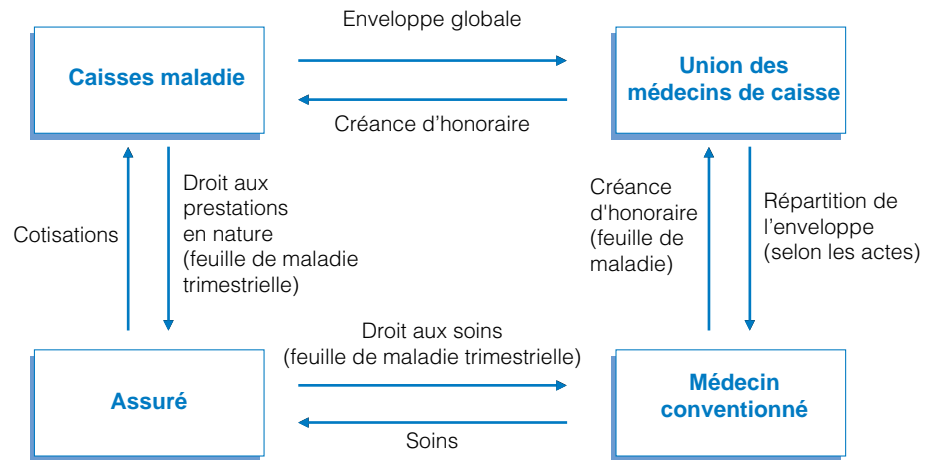 Enveloppe globale
Caisses maladie
Union des
médecins de caisse
Créance d'honoraire
Cotisations
Droit aux
prestations
en nature
(feuille de maladie
trimestrielle)
Créance
d'honoraire
(feuille de
maladie)
Répartition de
l’enveloppe
(selon les actes)
Droit aux soins
(feuille de maladie trimestrielle)
Assuré
Médecin
conventionné
Soins